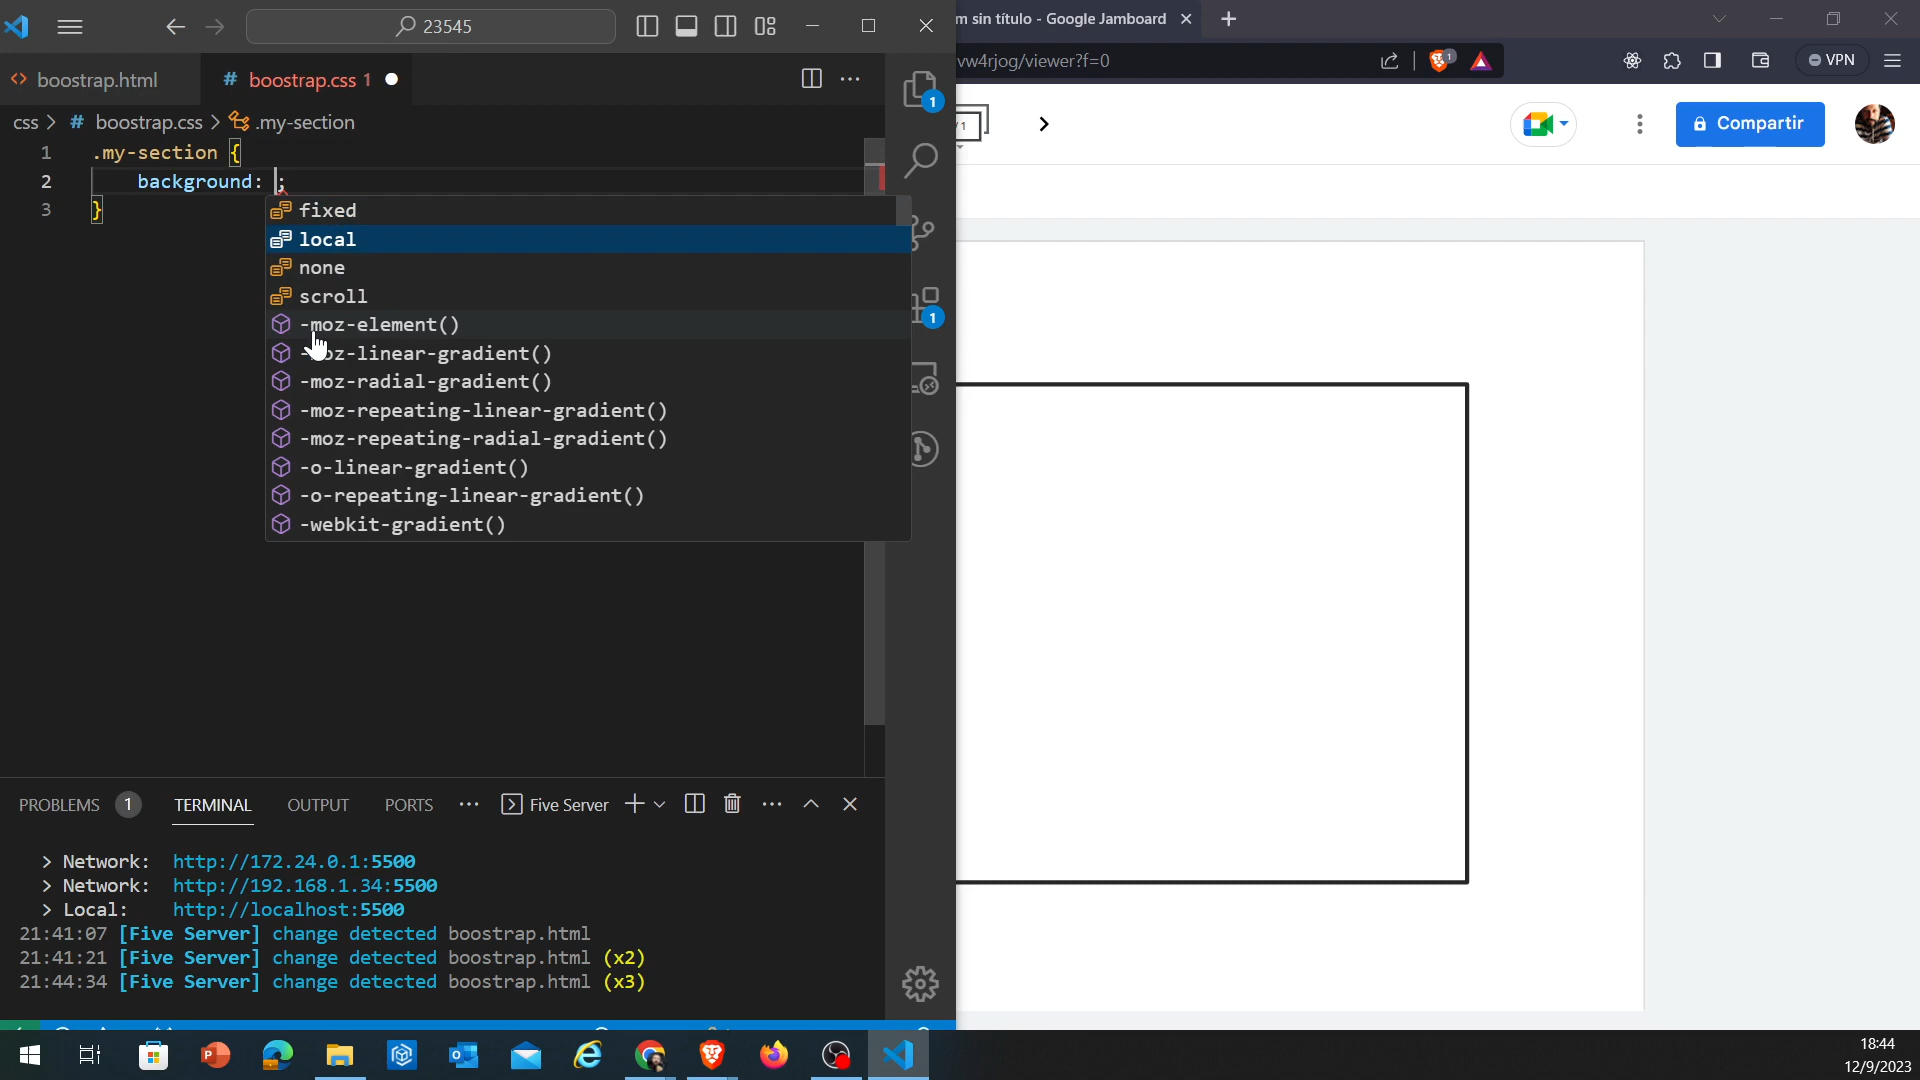 23545
boostrap.html
# boostrap.css 1
css > # boostrap.css > .my-section
1 .my-section {
2 background: ;
3 }
fixed
local
none
scroll
-moz-element()
-moz-linear-gradient()
-moz-radial-gradient()
-moz-repeating-linear-gradient()
-moz-repeating-radial-gradient()
-o-linear-gradient()
-o-repeating-linear-gradient()
-webkit-gradient()
1
1
PROBLEMS 1 TERMINAL OUTPUT PORTS ··· Five Server
> Network: http://172.24.0.1:5500
> Network: http://192.168.1.34:5500
> Local: http://localhost:5500
21:41:07 [Five Server] change detected boostrap.html
21:41:21 [Five Server] change detected boostrap.html (x2)
21:44:34 [Five Server] change detected boostrap.html (x3)
m sin título - Google Jamboard
vw4rjog/viewer?f=0
1
VPN
/1
Compartir
18:44
12/9/2023